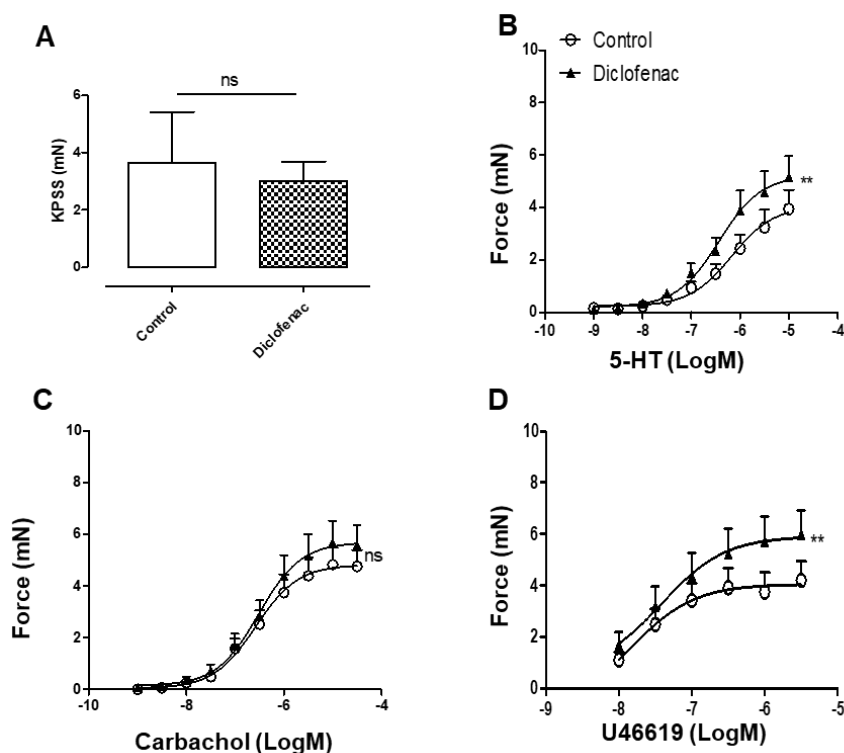 A
ns
KPSS (mN)
6
4
2
0
Control
Diclofenac
B
Control
Diclofenac
Force (mN)
10
8
6
4
2
0
**
-10 -9 -8 -7 -6 -5 -4
5-HT (LogM)
C
Force (mN)
10
8
6
4
2
0
ns
-10 -8 -6 -4
Carbachol (LogM)
D
Force (mN)
10
8
6
4
2
0
**
-9 -8 -7 -6 -5
U46619 (LogM)